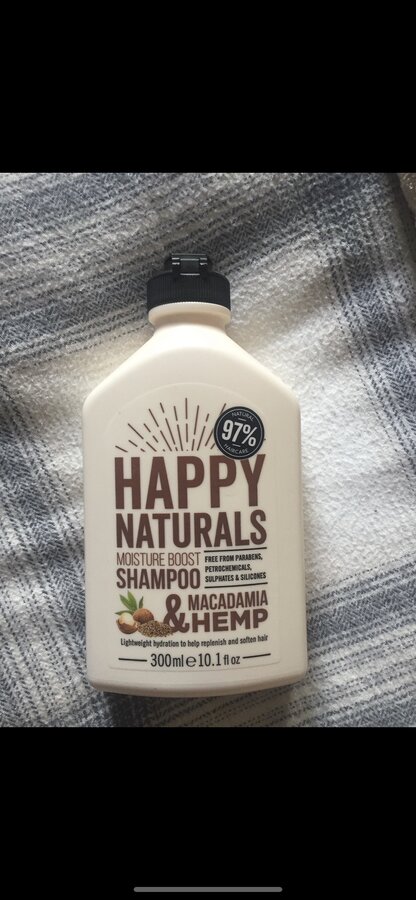 NATURAL
97%
HAIRCARE
HAPPY
NATURALS
MOISTURE BOOST
SHAMPOO
FREE FROM PARABENS,
PETROCHEMICALS,
SULPHATES & SILICONES
MACADAMIA
& HEMP
Lightweight hydration to help replenish and soften hair
300ml e 10.1 fl oz